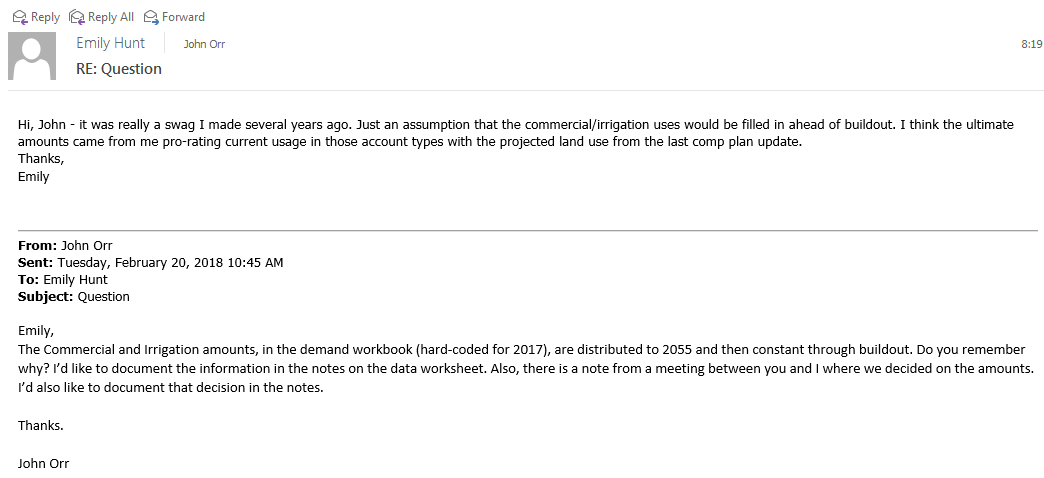 Reply Reply All Forward
Emily Hunt John Orr 8:19
RE: Question
Hi, John - it was really a swag I made several years ago. Just an assumption that the commercial/irrigation uses would be filled in ahead of buildout. I think the ultimate
amounts came from me pro-rating current usage in those account types with the projected land use from the last comp plan update.
Thanks,
Emily
From: John Orr
Sent: Tuesday, February 20, 2018 10:45 AM
To: Emily Hunt
Subject: Question
Emily,
The Commercial and Irrigation amounts, in the demand workbook (hard-coded for 2017), are distributed to 2055 and then constant through buildout. Do you remember
why? I’d like to document the information in the notes on the data worksheet. Also, there is a note from a meeting between you and I where we decided on the amounts.
I’d also like to document that decision in the notes.
Thanks.
John Orr